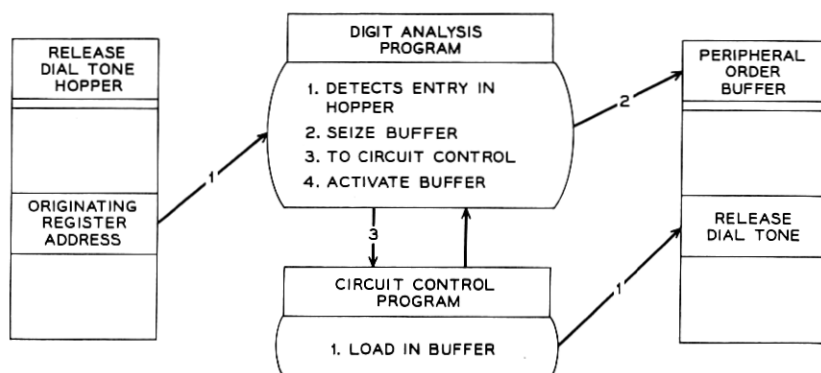 RELEASE
DIAL TONE
HOPPER
ORIGINATING
REGISTER
ADDRESS
1
DIGIT ANALYSIS
PROGRAM
1. DETECTS ENTRY IN
HOPPER
2. SEIZE BUFFER
3. TO CIRCUIT CONTROL
4. ACTIVATE BUFFER
3
CIRCUIT CONTROL
PROGRAM
1. LOAD IN BUFFER
2
1
PERIPHERAL
ORDER
BUFFER
RELEASE
DIAL TONE